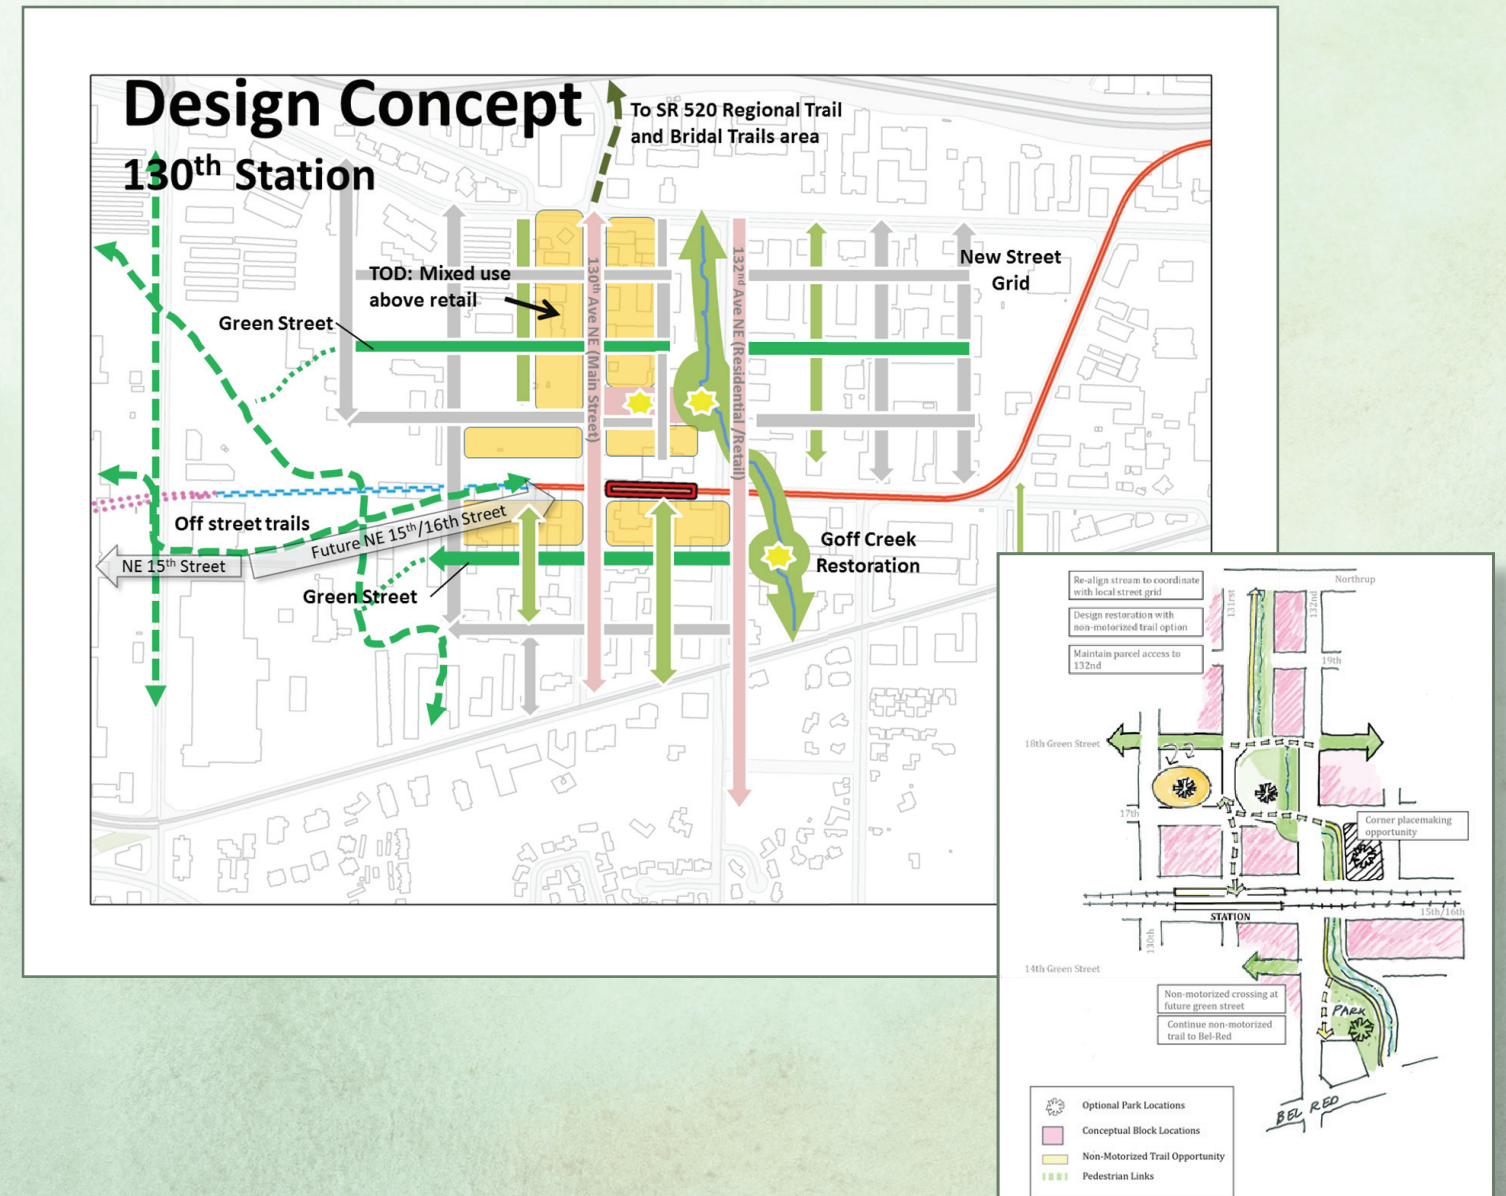 Design Concept
130th Station
To SR 520 Regional Trail
and Bridal Trails area
TOD: Mixed use
above retail
Green Street
130th Ave NE (Main Street)
132nd Ave NE (Residential /Retail)
New Street
Grid
Off street trails
Future NE 15th/16th Street
NE 15th Street
Green Street
Goff Creek
Restoration
Re-align stream to coordinate
with local street grid
Design restoration with
non-motorized trail option
Maintain parcel access to
132nd
Northrup
131rst
132nd
19th
18th Green Street
17th
Corner placemaking
opportunity
STATION
15th/16th
130th
14th Green Street
Non-motorized crossing at
future green street
Continue non-motorized
trail to Bel-Red
PARK
BEL RED
Optional Park Locations
Conceptual Block Locations
Non-Motorized Trail Opportunity
Pedestrian Links